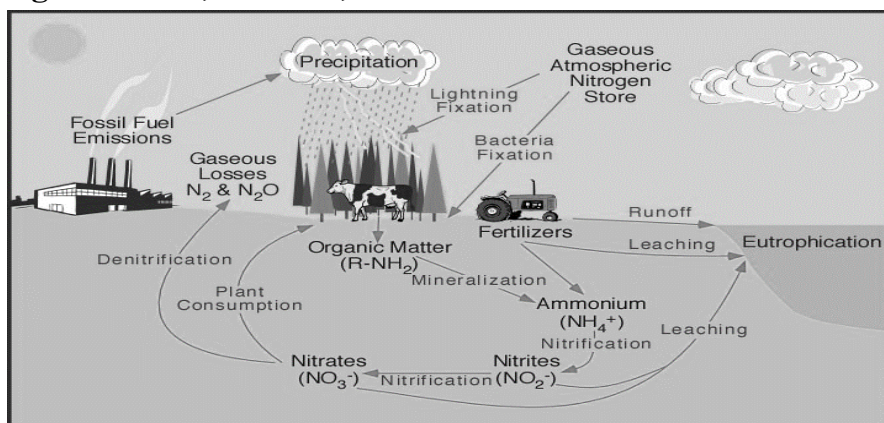 Precipitation
Gaseous
Atmospheric
Nitrogen
Store
Lightning
Fixation
Fossil Fuel
Emissions
Bacteria
Fixation
Gaseous
Losses
N₂ & N₂O
Fertilizers
Runoff
Leaching
Eutrophication
Organic Matter
(R-NH₂)
Denitrification
Mineralization
Plant
Consumption
Ammonium
(NH₄⁺)
Leaching
Nitrification
Nitrates
(NO₃⁻)
Nitrification
Nitrites
(NO₂⁻)